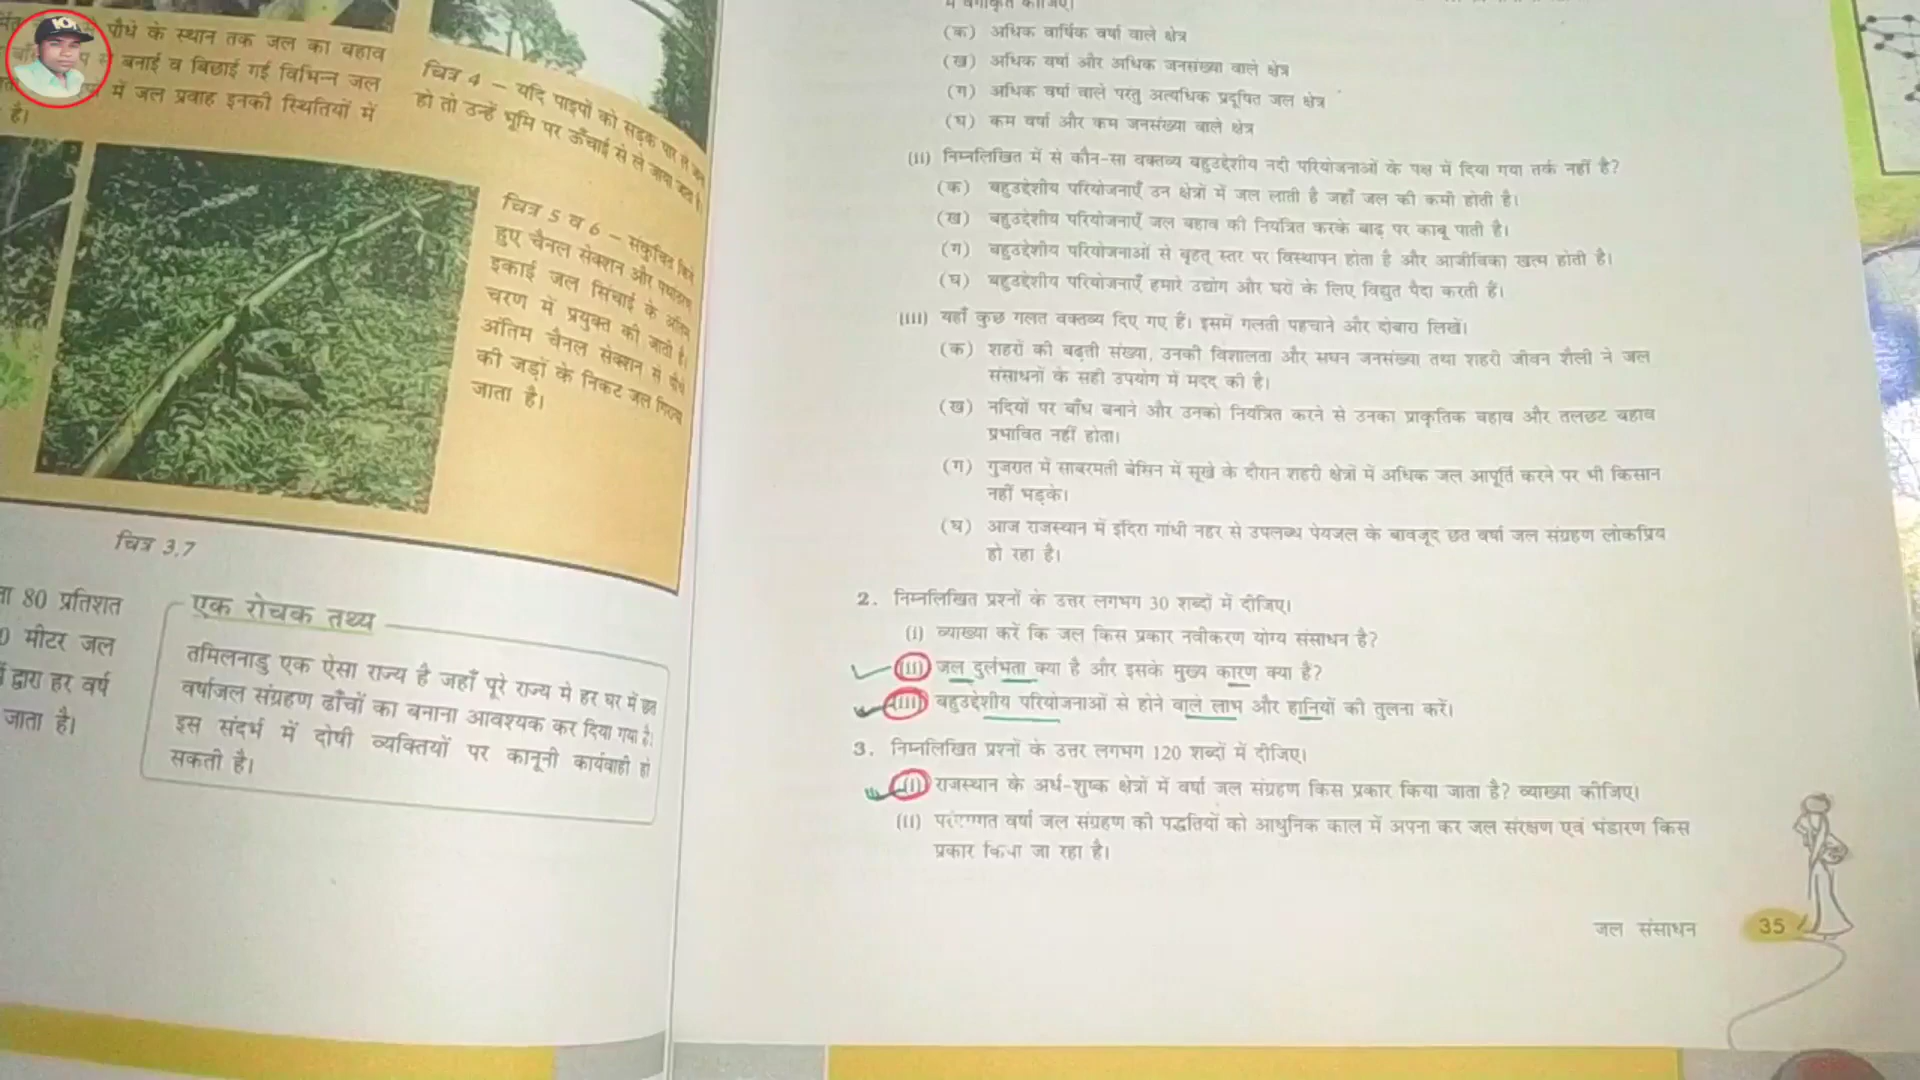 पौधे के स्थान तक जल का बहाव
बनाई व बिछाई गई विभिन्न जल
में जल प्रवाह इनकी स्थितियों में
है।
चित्र 4 – यदि पाइपों को सड़क पार ले जाना
हो तो उन्हें भूमि पर ऊँचाई से ले जाया जाता है।
चित्र 5 व 6 – संकुचित किये
हुए चैनल सेक्शन और पथांतरण
इकाई जल सिंचाई के अंतिम
चरण में प्रयुक्त की जाती है।
अंतिम चैनल सेक्शन से पौधे
की जड़ों के निकट जल गिराया
जाता है।
चित्र 3.7
80 प्रतिशत
मीटर जल
द्वारा हर वर्ष
जाता है।
एक रोचक तथ्य
तमिलनाडु एक ऐसा राज्य है जहाँ पूरे राज्य में हर घर में छत
वर्षाजल संग्रहण ढाँचों का बनाना आवश्यक कर दिया गया है।
इस संदर्भ में दोषी व्यक्तियों पर कानूनी कार्यवाही हो
सकती है।
में वर्गीकृत कीजिए।
(क) अधिक वार्षिक वर्षा वाले क्षेत्र
(ख) अधिक वर्षा और अधिक जनसंख्या वाले क्षेत्र
(ग) अधिक वर्षा वाले परंतु अत्यधिक प्रदूषित जल क्षेत्र
(घ) कम वर्षा और कम जनसंख्या वाले क्षेत्र
(ii) निम्नलिखित में से कौन-सा वक्तव्य बहुउद्देशीय नदी परियोजनाओं के पक्ष में दिया गया तर्क नहीं है?
(क) बहुउद्देशीय परियोजनाएँ उन क्षेत्रों में जल लाती है जहाँ जल की कमी होती है।
(ख) बहुउद्देशीय परियोजनाएँ जल बहाव की नियंत्रित करके बाढ़ पर काबू पाती है।
(ग) बहुउद्देशीय परियोजनाओं से बृहत् स्तर पर विस्थापन होता है और आजीविका खत्म होती है।
(घ) बहुउद्देशीय परियोजनाएँ हमारे उद्योग और घरों के लिए विद्युत पैदा करती हैं।
(iii) यहाँ कुछ गलत वक्तव्य दिए गए हैं। इसमें गलती पहचाने और दोबारा लिखें।
(क) शहरों की बढ़ती संख्या, उनकी विशालता और सघन जनसंख्या तथा शहरी जीवन शैली ने जल
संसाधनों के सही उपयोग में मदद की है।
(ख) नदियों पर बाँध बनाने और उनको नियंत्रित करने से उनका प्राकृतिक बहाव और तलछट बहाव
प्रभावित नहीं होता।
(ग) गुजरात में साबरमती बेसिन में सूखे के दौरान शहरी क्षेत्रों में अधिक जल आपूर्ति करने पर भी किसान
नहीं भड़के।
(घ) आज राजस्थान में इंदिरा गांधी नहर से उपलब्ध पेयजल के बावजूद छत वर्षा जल संग्रहण लोकप्रिय
हो रहा है।
2. निम्नलिखित प्रश्नों के उत्तर लगभग 30 शब्दों में दीजिए।
(i) व्याख्या करें कि जल किस प्रकार नवीकरण योग्य संसाधन है?
(ii) जल दुर्लभता क्या है और इसके मुख्य कारण क्या हैं?
(iii) बहुउद्देशीय परियोजनाओं से होने वाले लाभ और हानियों की तुलना करें।
3. निम्नलिखित प्रश्नों के उत्तर लगभग 120 शब्दों में दीजिए।
(i) राजस्थान के अर्ध-शुष्क क्षेत्रों में वर्षा जल संग्रहण किस प्रकार किया जाता है? व्याख्या कीजिए।
(ii) परंपरागत वर्षा जल संग्रहण की पद्धतियों को आधुनिक काल में अपना कर जल संरक्षण एवं भंडारण किस
प्रकार किया जा रहा है।
जल संसाधन 35